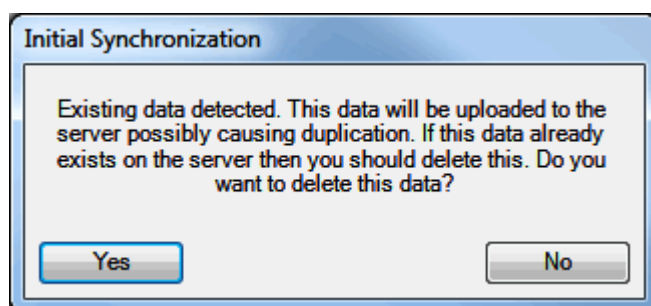 Initial Synchronization
Existing data detected. This data will be uploaded to the
server possibly causing duplication. If this data already
exists on the server then you should delete this. Do you
want to delete this data?
Yes
No